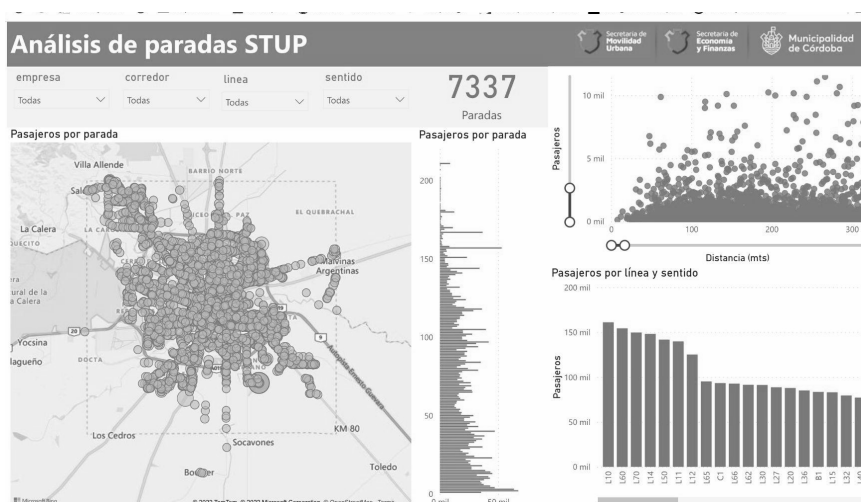 Análisis de paradas STUP
Secretaría de
Movilidad
Urbana
Secretaría de
Economía
y Finanzas
Municipalidad
de Córdoba
empresa
Todas
corredor
Todas
linea
Todas
sentido
Todas
7337
Paradas
Pasajeros por parada
Villa Allende
BARRIO NORTE
La Calera
EL QUEBRACHAL
Malvinas
Argentinas
20
9
Yocsina
DOCTA
Los Cedros
Socavones
KM 80
Toledo
Pasajeros por parada
200
150
100
50
0
0 mil
50 mil
Pasajeros
10 mil
5 mil
0 mil
0
100
200
300
Distancia (mts)
Pasajeros por línea y sentido
Pasajeros
200 mil
150 mil
100 mil
50 mil
0 mil
L10
L60
L70
L14
L50
L11
L12
L65
C1
L66
L62
L30
L27
L20
L36
B1
L15
L32